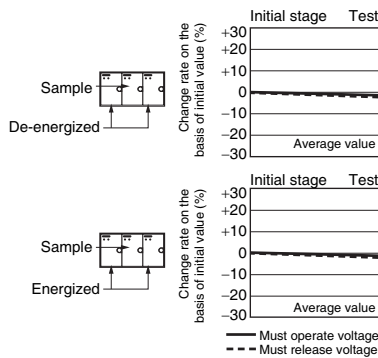 Initial stage Test
Change rate on the
basis of initial value (%)
+30
+20
+10
0
−10
−20
−30
Sample
De-energized
Average value
Initial stage Test
Change rate on the
basis of initial value (%)
+30
+20
+10
0
−10
−20
−30
Sample
Energized
Average value
Must operate voltage
Must release voltage